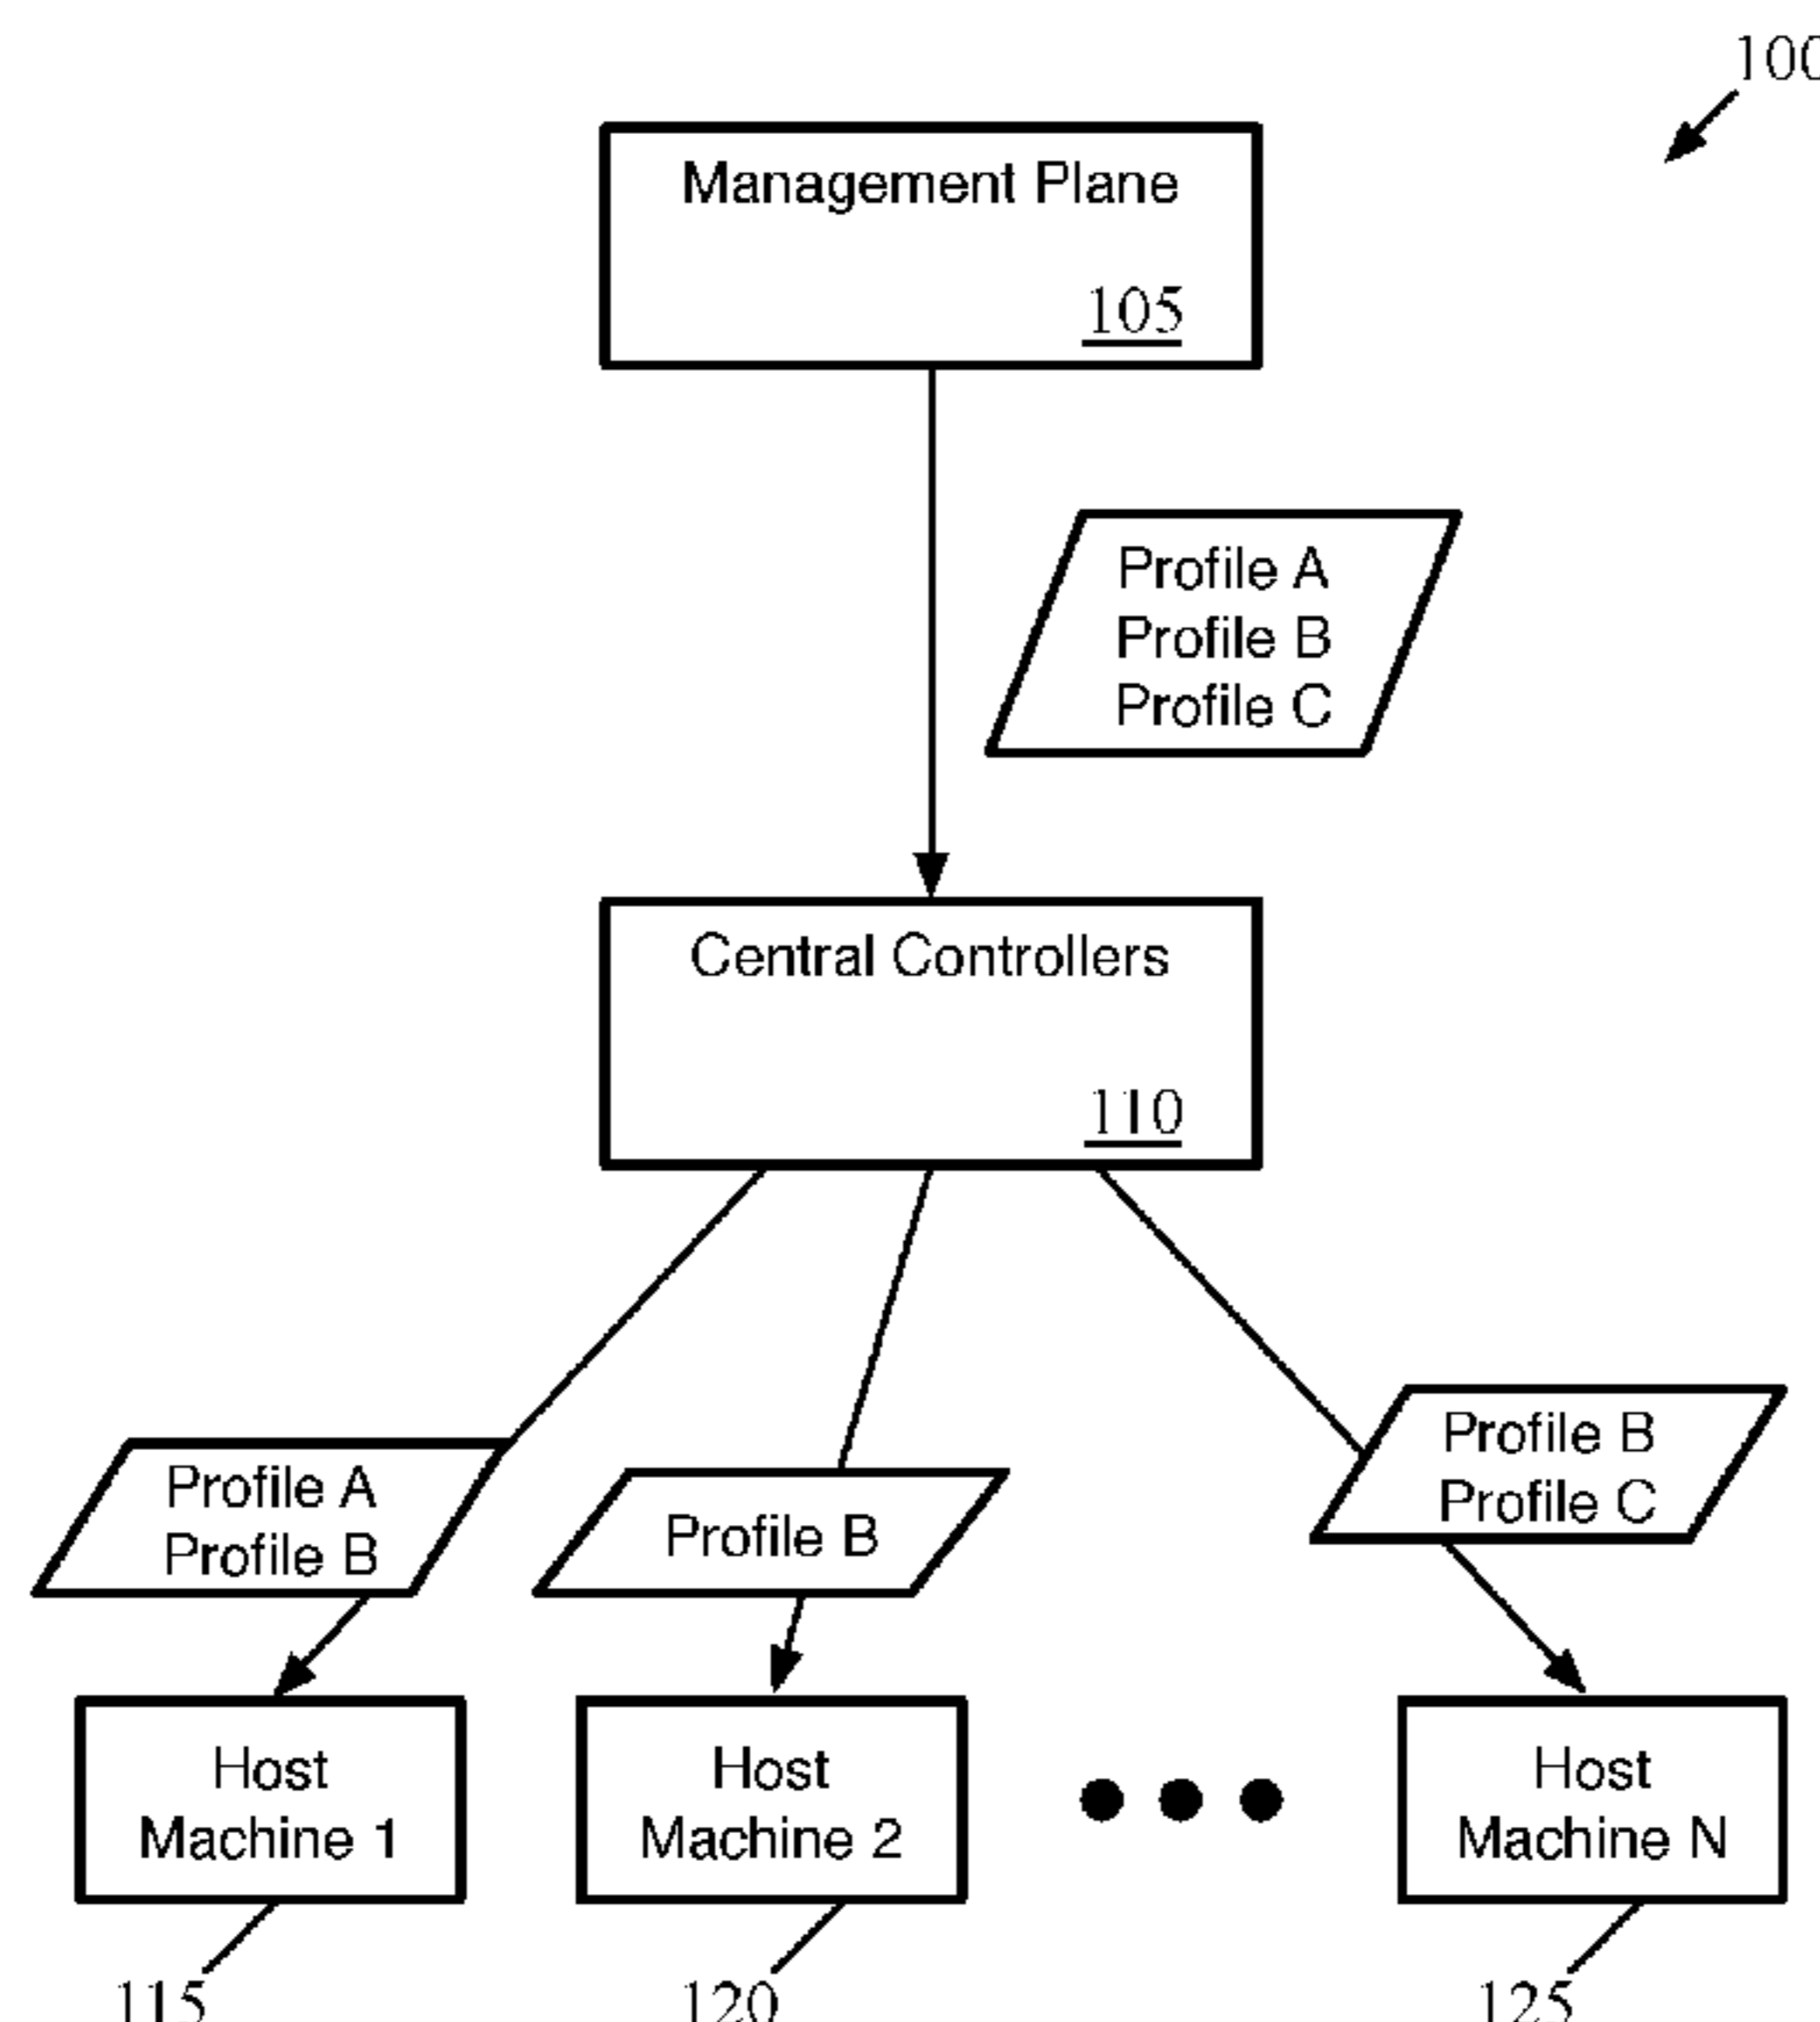 100
Management Plane
105
Profile A
Profile B
Profile C
Central Controllers
110
Profile A
Profile B
Profile B
Profile B
Profile C
Host
Machine 1
Host
Machine 2
Host
Machine N
115
120
125